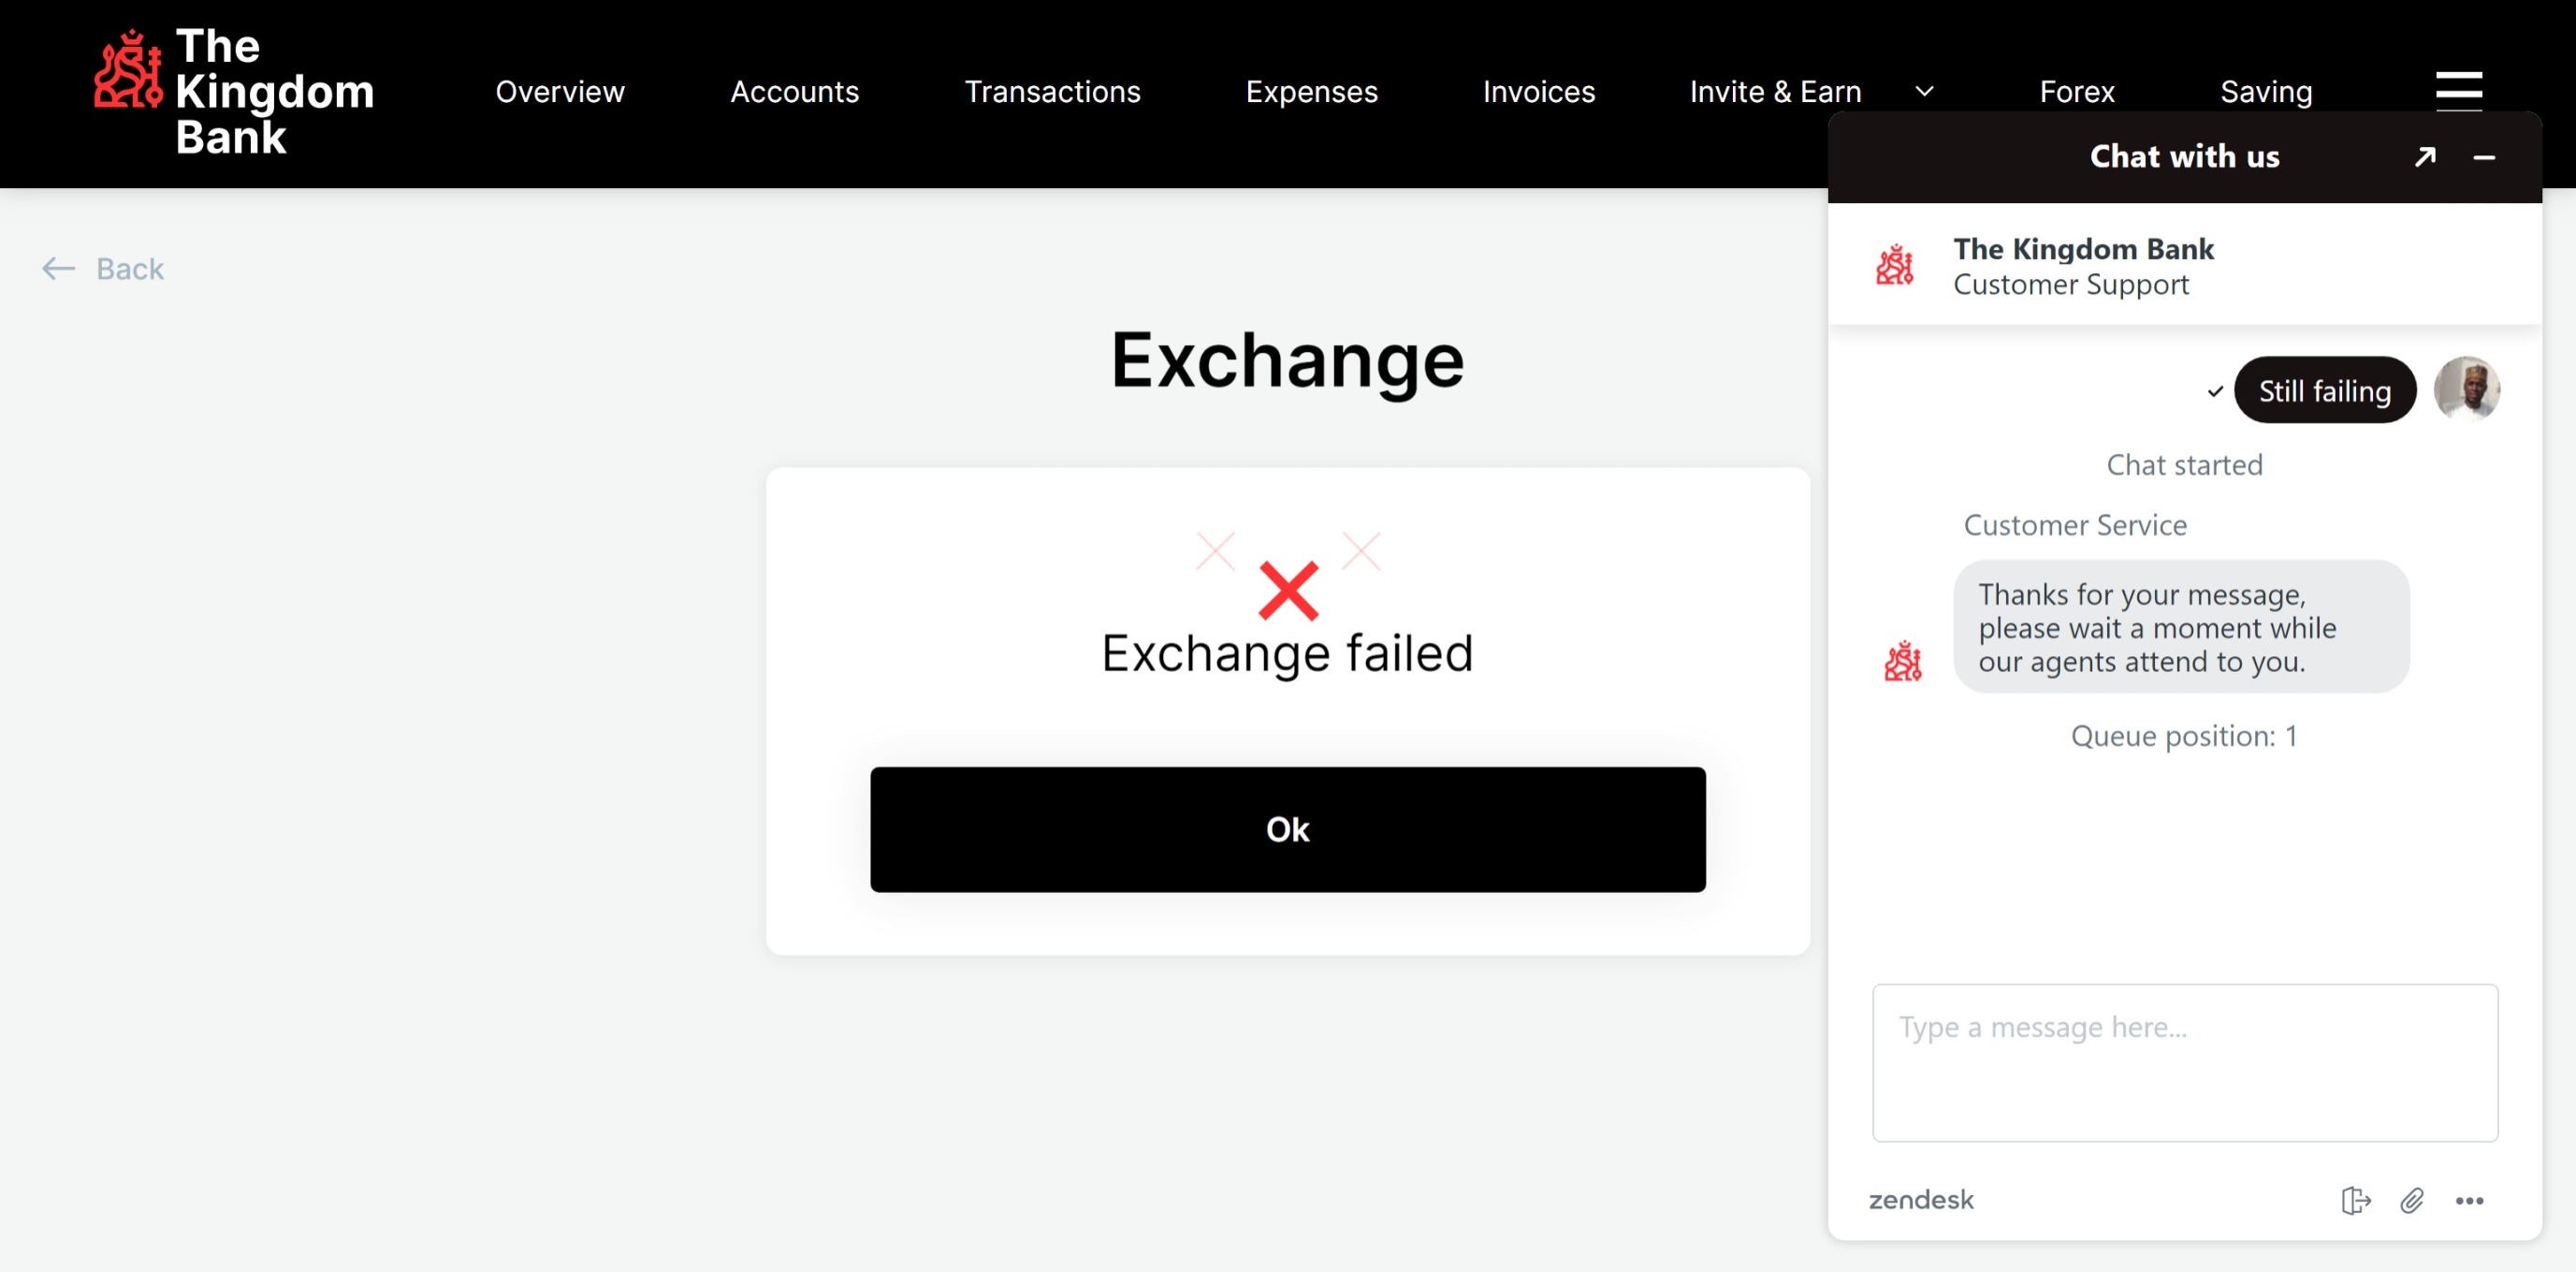 The
Kingdom
Bank
Overview
Accounts
Transactions
Expenses
Invoices
Invite & Earn
Forex
Saving
Back
Exchange
Exchange failed
Ok
Chat with us
The Kingdom Bank
Customer Support
Still failing
Chat started
Customer Service
Thanks for your message,
please wait a moment while
our agents attend to you.
Queue position: 1
Type a message here...
zendesk